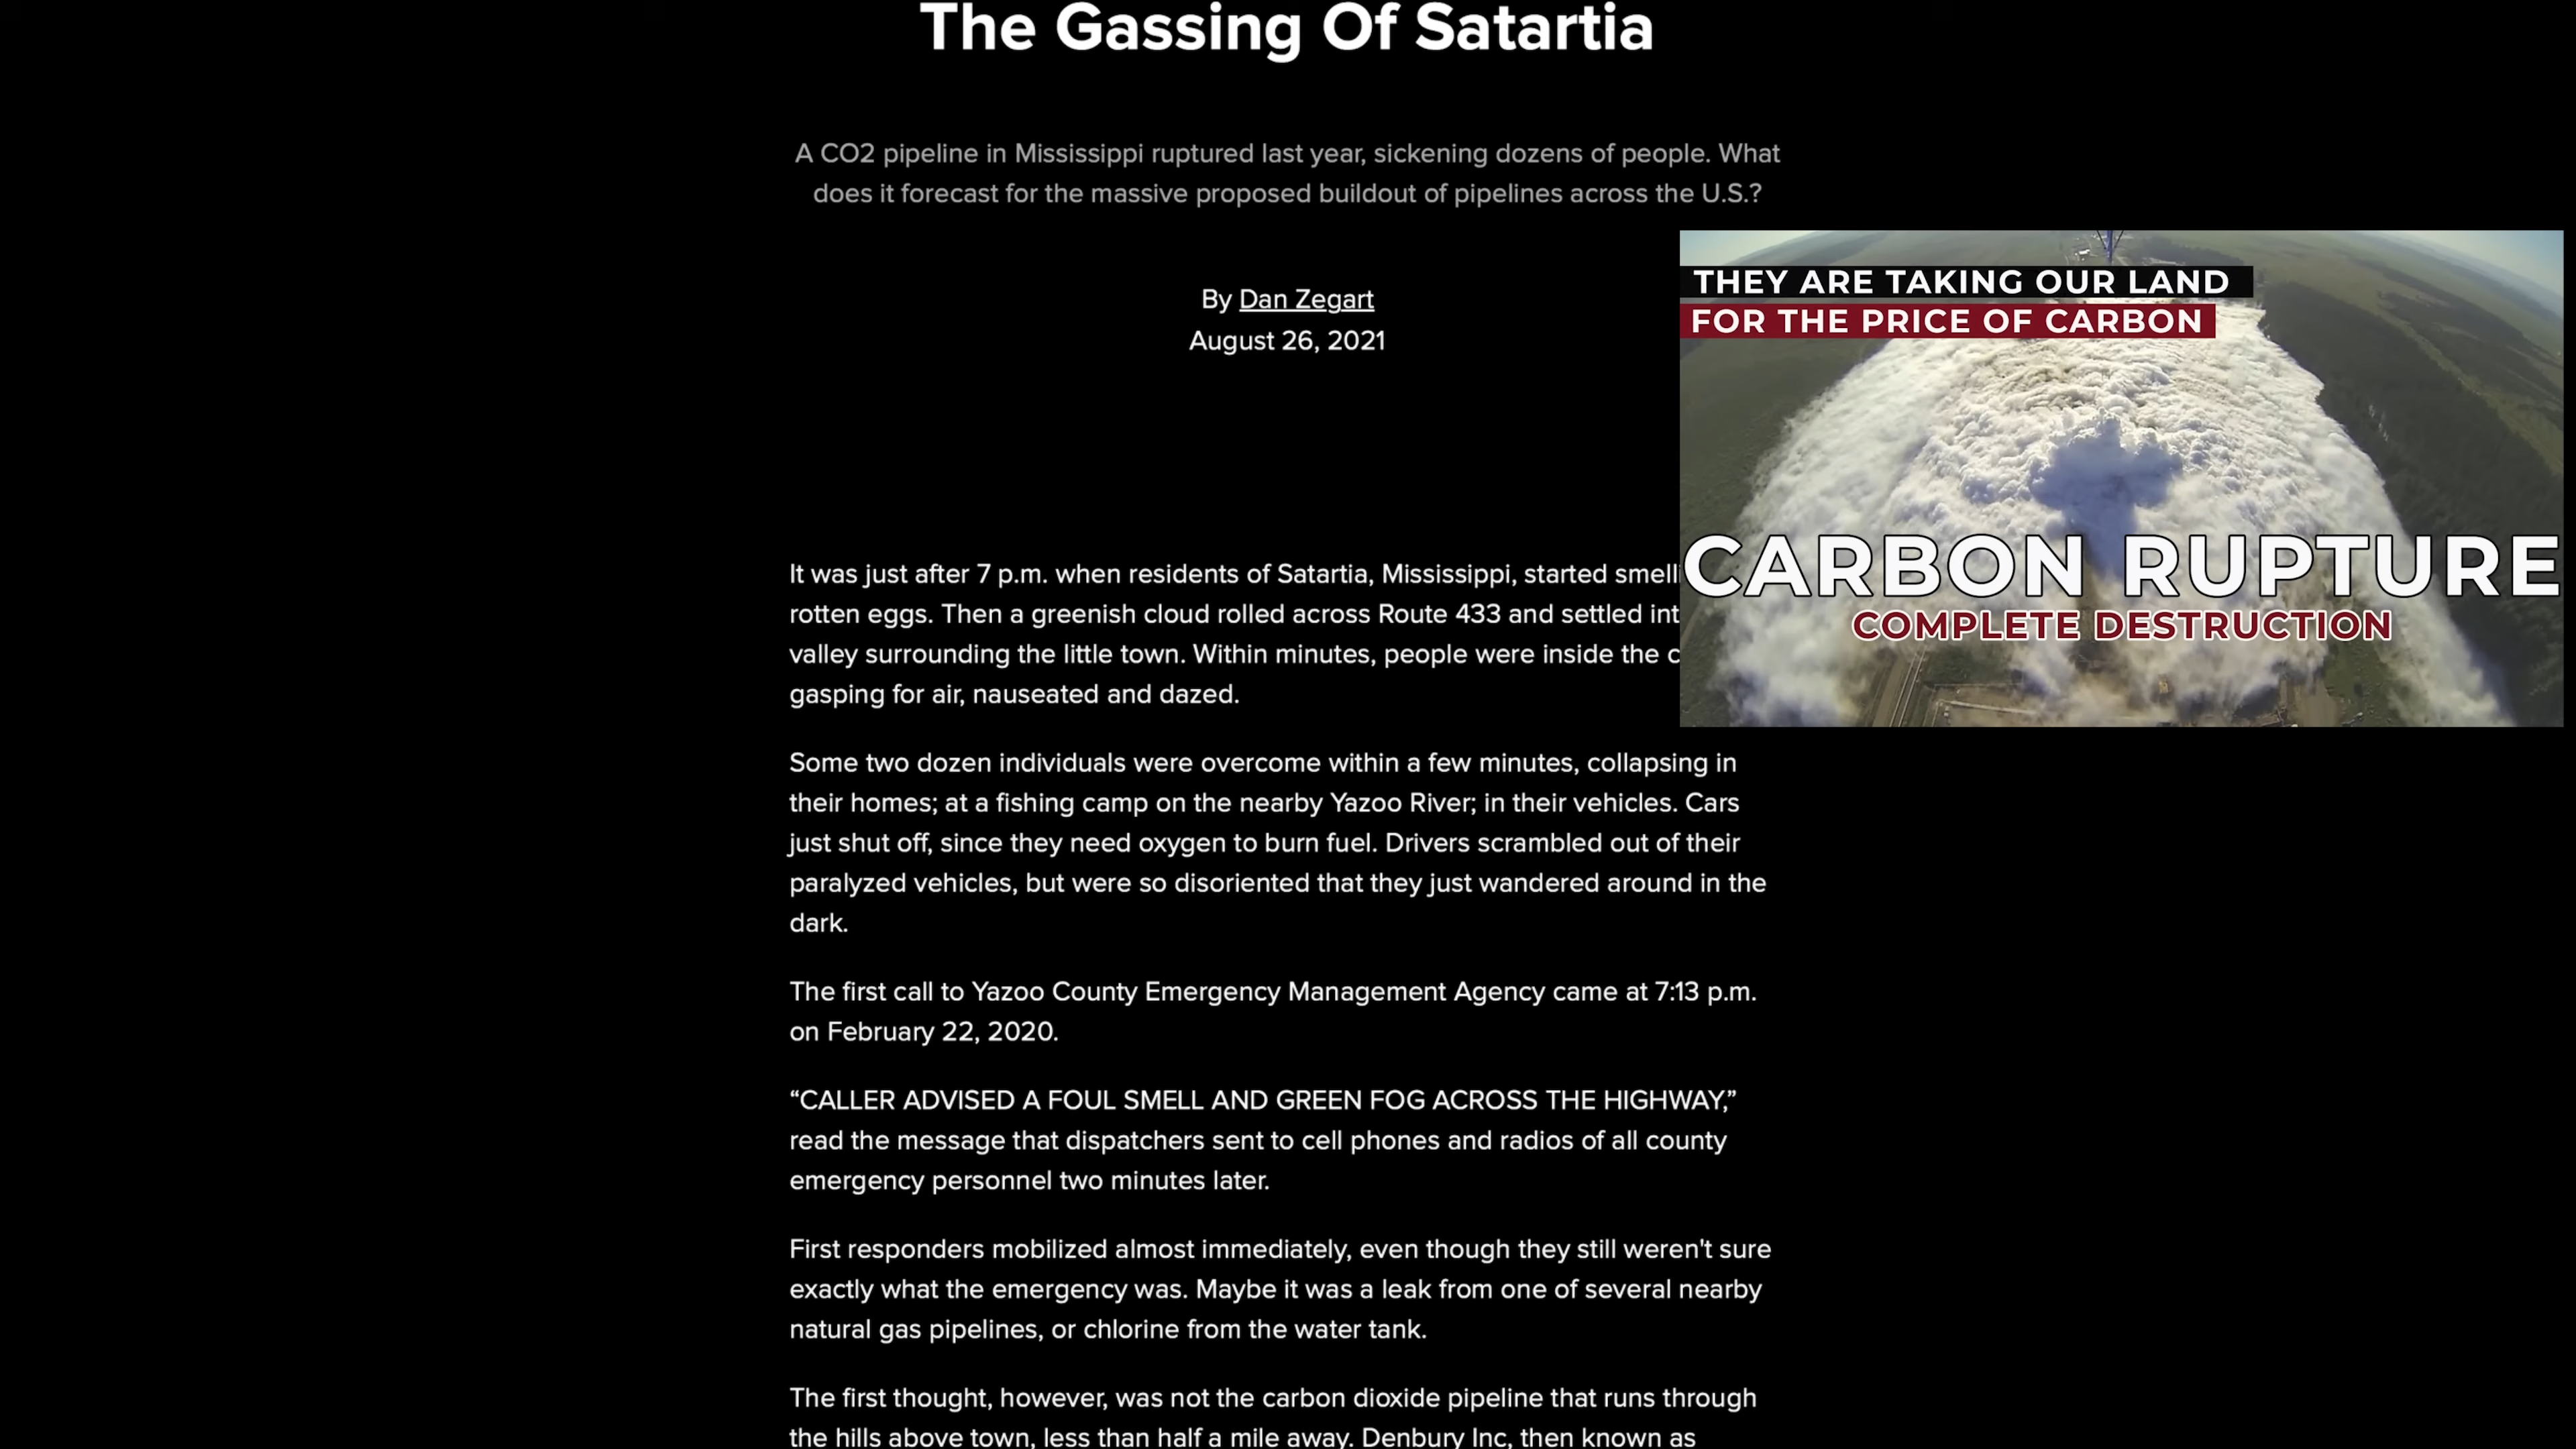 The Gassing Of Satartia
A CO2 pipeline in Mississippi ruptured last year, sickening dozens of people. What
does it forecast for the massive proposed buildout of pipelines across the U.S.?
By Dan Zegart
August 26, 2021
THEY ARE TAKING OUR LAND
FOR THE PRICE OF CARBON
CARBON RUPTURE
COMPLETE DESTRUCTION
It was just after 7 p.m. when residents of Satartia, Mississippi, started
rotten eggs. Then a greenish cloud rolled across Route 433 and settled
valley surrounding the little town. Within minutes, people were inside the
gasping for air, nauseated and dazed.
Some two dozen individuals were overcome within a few minutes, collapsing in
their homes; at a fishing camp on the nearby Yazoo River; in their vehicles. Cars
just shut off, since they need oxygen to burn fuel. Drivers scrambled out of their
paralyzed vehicles, but were so disoriented that they just wandered around in the
dark.
The first call to Yazoo County Emergency Management Agency came at 7:13 p.m.
on February 22, 2020.
“CALLER ADVISED A FOUL SMELL AND GREEN FOG ACROSS THE HIGHWAY,”
read the message that dispatchers sent to cell phones and radios of all county
emergency personnel two minutes later.
First responders mobilized almost immediately, even though they still weren't sure
exactly what the emergency was. Maybe it was a leak from one of several nearby
natural gas pipelines, or chlorine from the water tank.
The first thought, however, was not the carbon dioxide pipeline that runs through
the hills above town, less than half a mile away. Denbury Inc, then known as